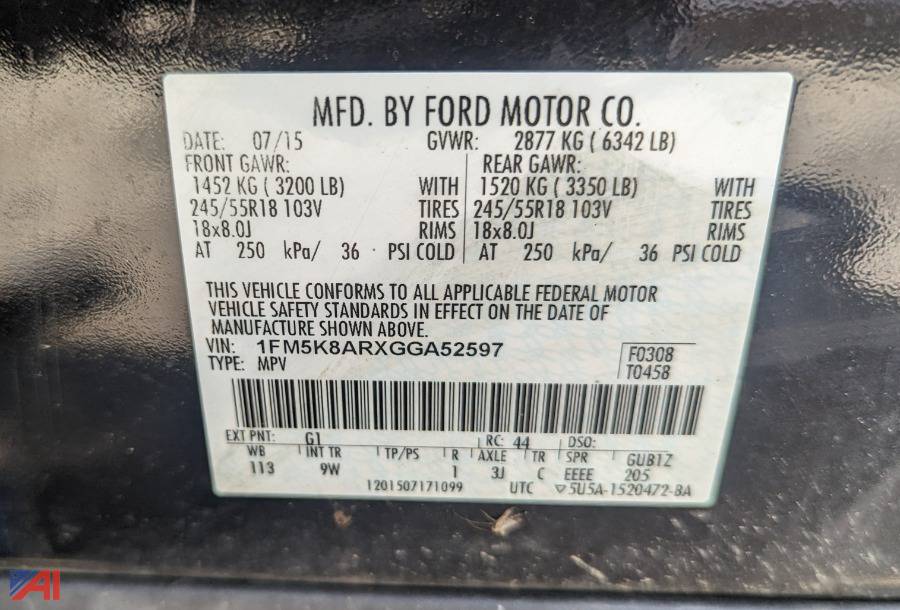 MFD. BY FORD MOTOR CO.
DATE: 07/15 GVWR: 2877 KG ( 6342 LB)
FRONT GAWR: REAR GAWR:
1452 KG ( 3200 LB) WITH 1520 KG ( 3350 LB) WITH
245/55R18 103V TIRES 245/55R18 103V TIRES
18x8.0J RIMS 18x8.0J RIMS
AT 250 kPa/ 36 PSI COLD AT 250 kPa/ 36 PSI COLD
THIS VEHICLE CONFORMS TO ALL APPLICABLE FEDERAL MOTOR
VEHICLE SAFETY STANDARDS IN EFFECT ON THE DATE OF
MANUFACTURE SHOWN ABOVE.
VIN: 1FM5K8ARXGGA52597 F0308
TYPE: MPV T0458
EXT PNT: G1 RC: 44 DSO:
WB INT TR TP/PS R AXLE TR SPR GUB1Z
113 9W 1 3J C EEEE 205
1201507171099 UTC ▽5U5A-1520472-BA
AI